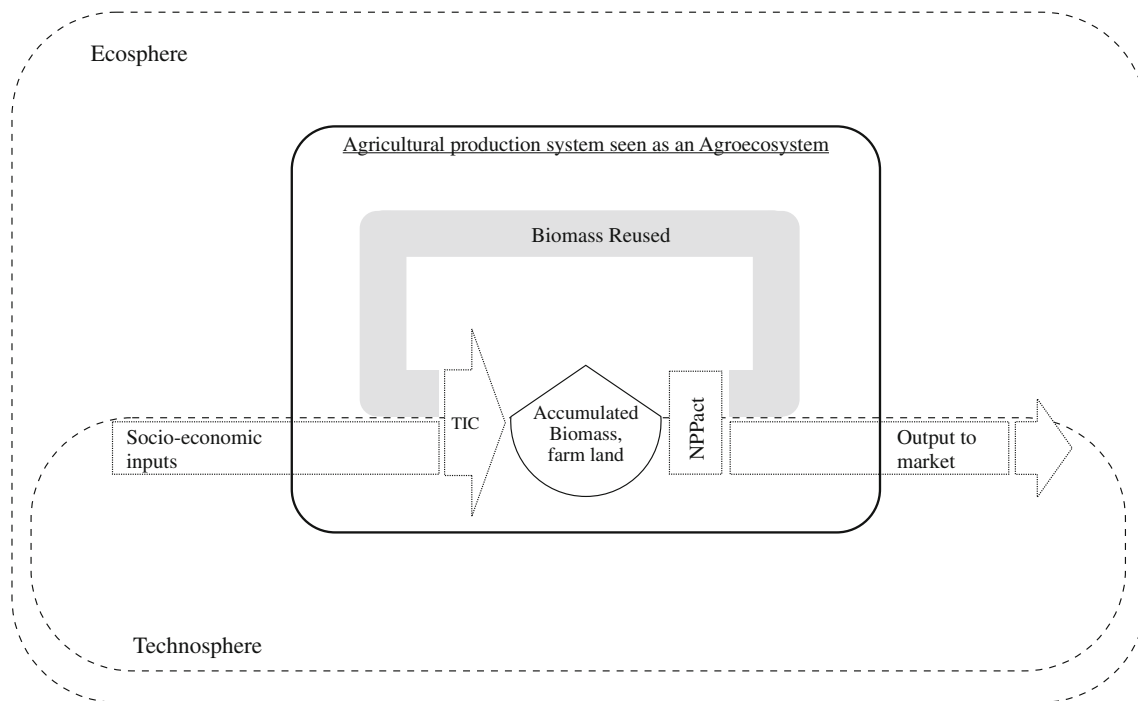 Ecosphere
Agricultural production system seen as an Agroecosystem
Biomass Reused
Socio-economic
inputs
TIC
Accumulated
Biomass,
farm land
NPPact
Output to
market
Technosphere